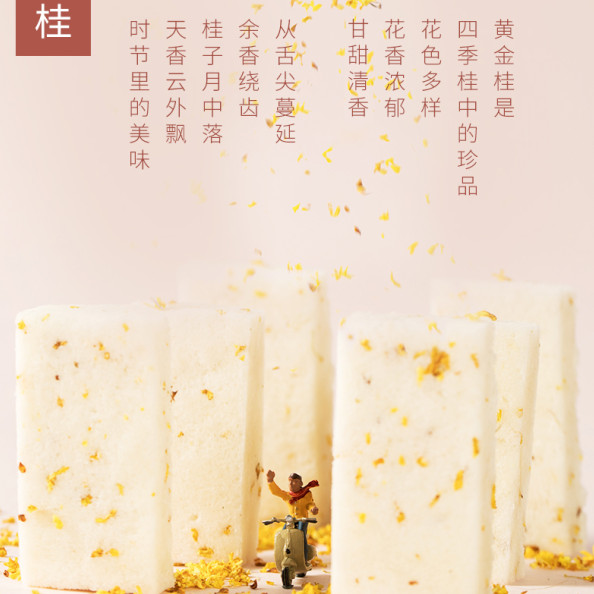 桂
黄金桂是
四季桂中的珍品
花色多样
花香浓郁
甘甜清香
从舌尖蔓延
余香绕齿
桂子月中落
天香云外飘
时节里的美味